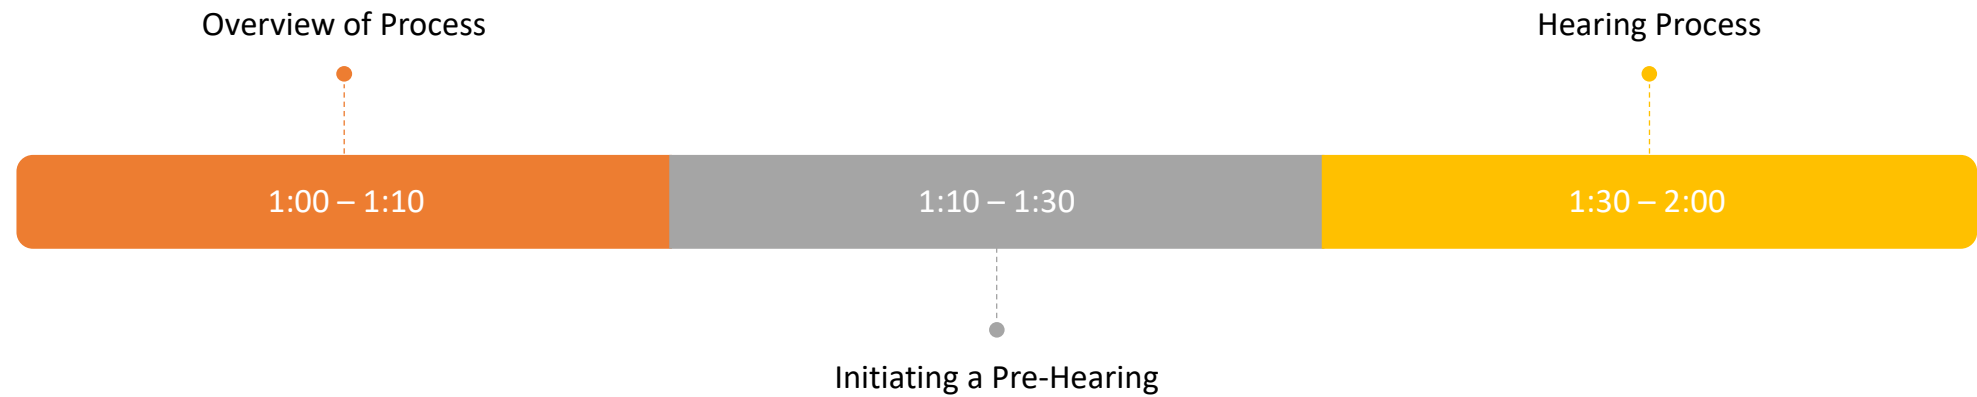 Overview of Process
Hearing Process
1:00 – 1:10
1:10 – 1:30
1:30 – 2:00
Initiating a Pre-Hearing